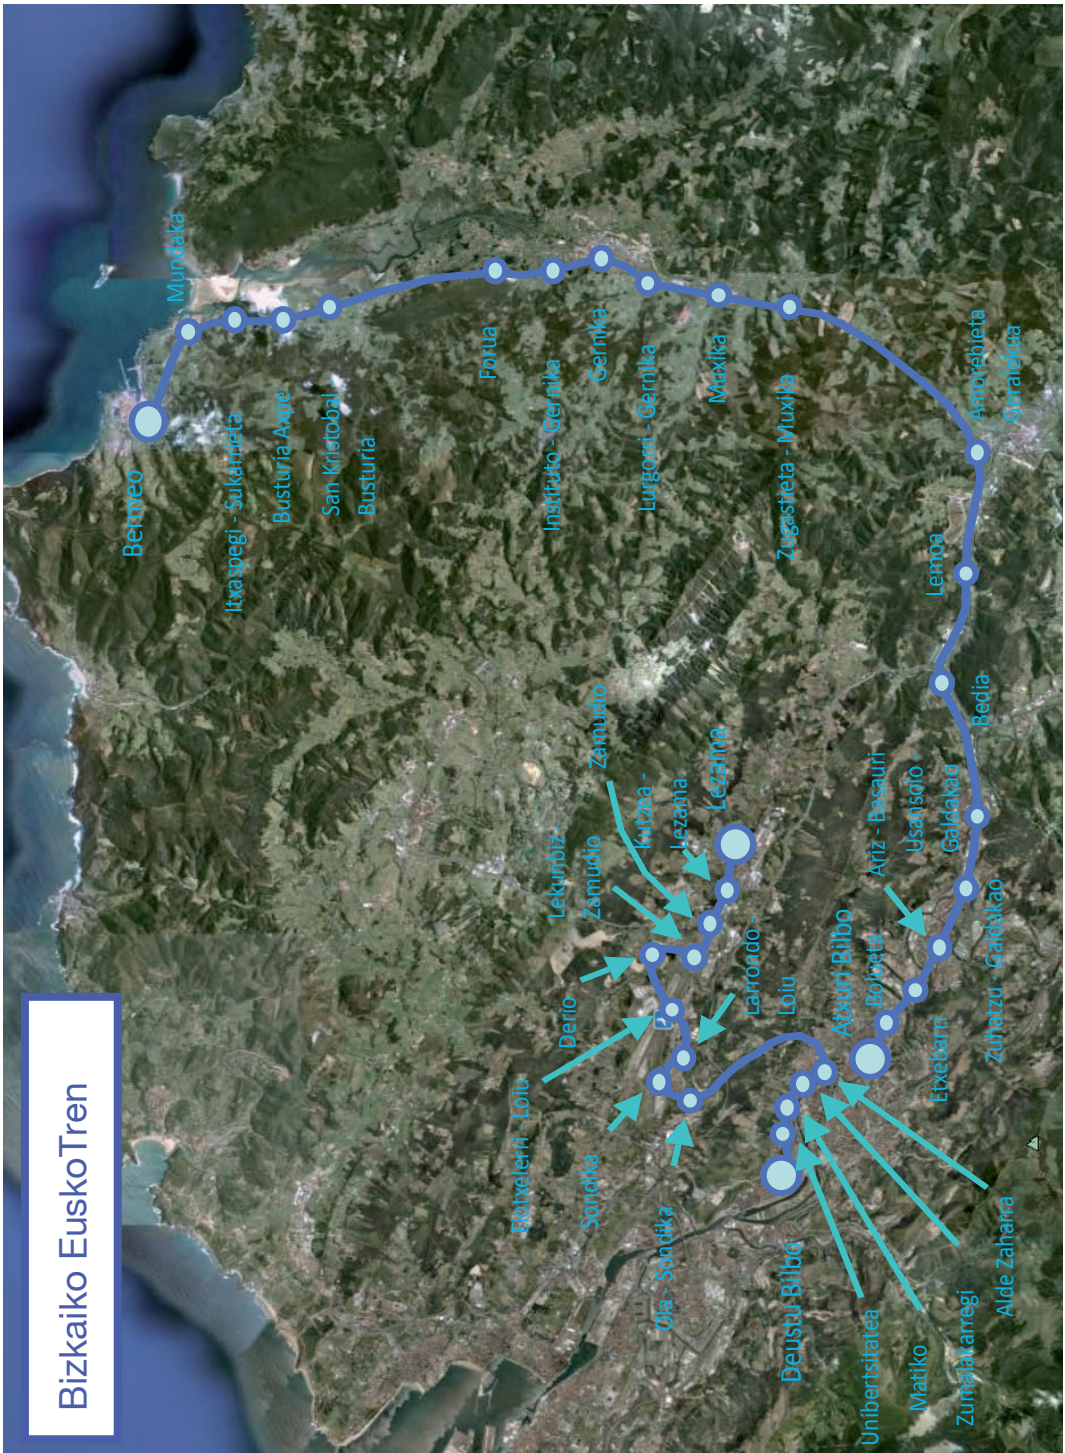 Bizkaiko EuskoTren
Bermeo
Mundaka
Itxaspegi - Sukarrieta
Busturia Axpe
San Kristobal
Busturia
Forua
Instituto - Gernika
Gernika
Lurgorri - Gernika
Muxika
Zugastieta - Muxika
Amorebieta
Geralekua
Lemoa
Bedia
Usansolo -
Galdakao
Zuhatzu - Galdakao
Ariz - Basauri
Etxebarri
Bolueta
Atxuri Bilbo
Lezama
Kutzea -
Lezama
Zamudio
Lekunbiz -
Zamudio
Derio
Elotxelerri - Loiu
Larrondo -
Loiu
Sondika
Ola - Sondika
Alde Zaharra
Zumalakarregi
Matiko
Unibertsitatea
Deustu Bilbo